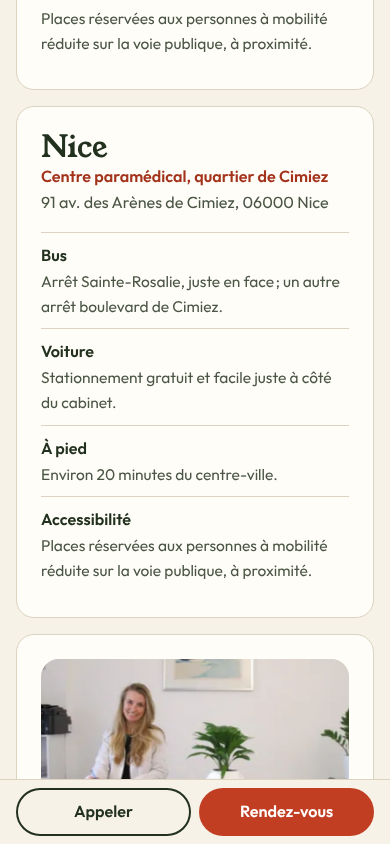 Places réservées aux personnes à mobilité
réduite sur la voie publique, à proximité.
Nice
Centre paramédical, quartier de Cimiez
91 av. des Arènes de Cimiez, 06000 Nice
Bus
Arrêt Sainte-Rosalie, juste en face ; un autre
arrêt boulevard de Cimiez.
Voiture
Stationnement gratuit et facile juste à côté
du cabinet.
À pied
Environ 20 minutes du centre-ville.
Accessibilité
Places réservées aux personnes à mobilité
réduite sur la voie publique, à proximité.
Appeler
Rendez-vous